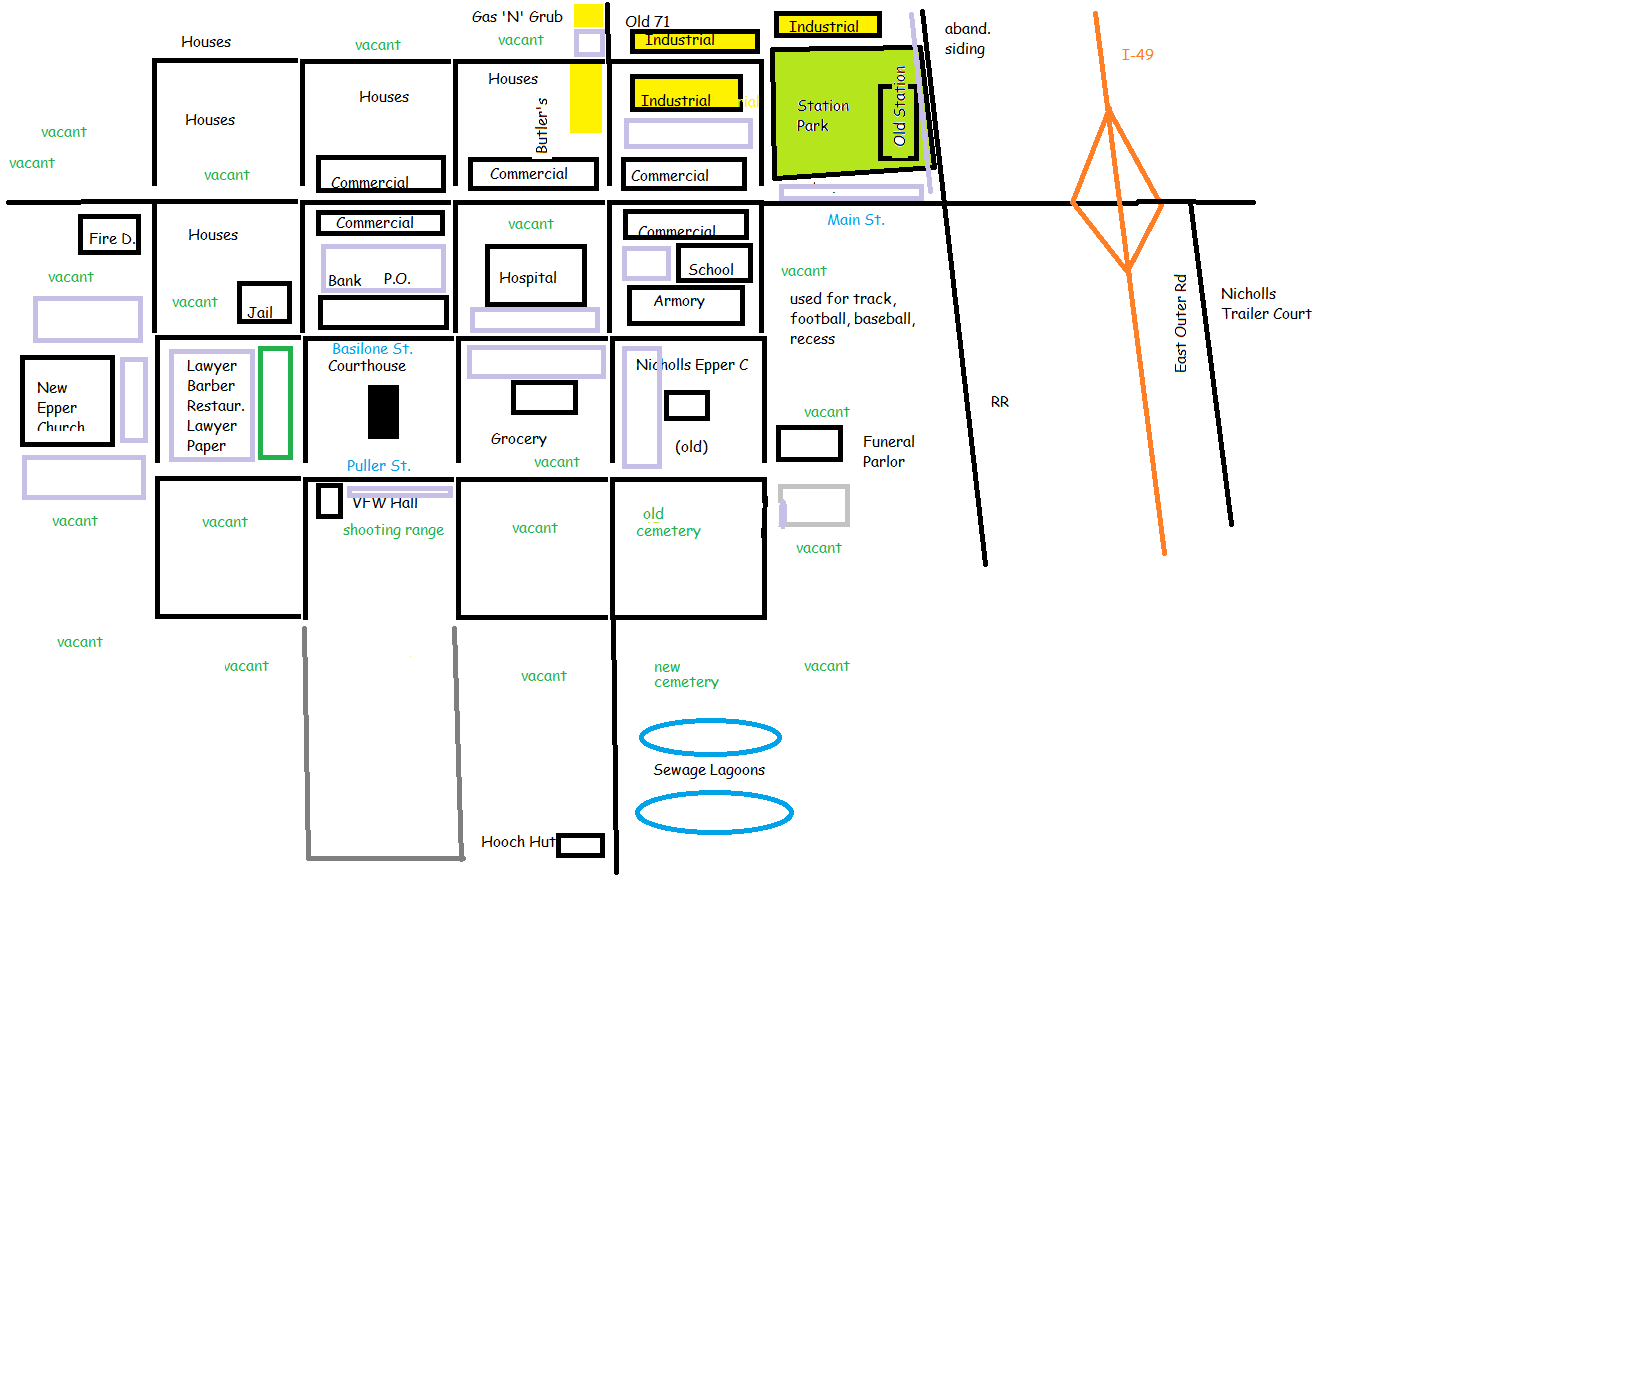 Gas 'N' Grub
Old 71
Industrial
aband.
siding
Houses
vacant
vacant
Industrial
I-49
Houses
Houses
Butler's
Industrial
Station
Park
Old Station
Houses
vacant
vacant
vacant
Commercial
Commercial
Commercial
Main St.
Fire D.
Houses
Commercial
vacant
Commercial
vacant
vacant
Jail
Bank
P.O.
Hospital
School
Armory
vacant
used for track,
football, baseball,
recess
East Outer Rd
Nicholls
Trailer Court
Basilone St.
Courthouse
Nicholls Epper C
New
Epper
Church
Lawyer
Barber
Restaur.
Lawyer
Paper
Grocery
vacant
(old)
vacant
Funeral
Parlor
RR
Puller St.
VFW Hall
shooting range
vacant
vacant
vacant
old
cemetery
vacant
vacant
vacant
vacant
new
cemetery
vacant
Sewage Lagoons
Hooch Hut